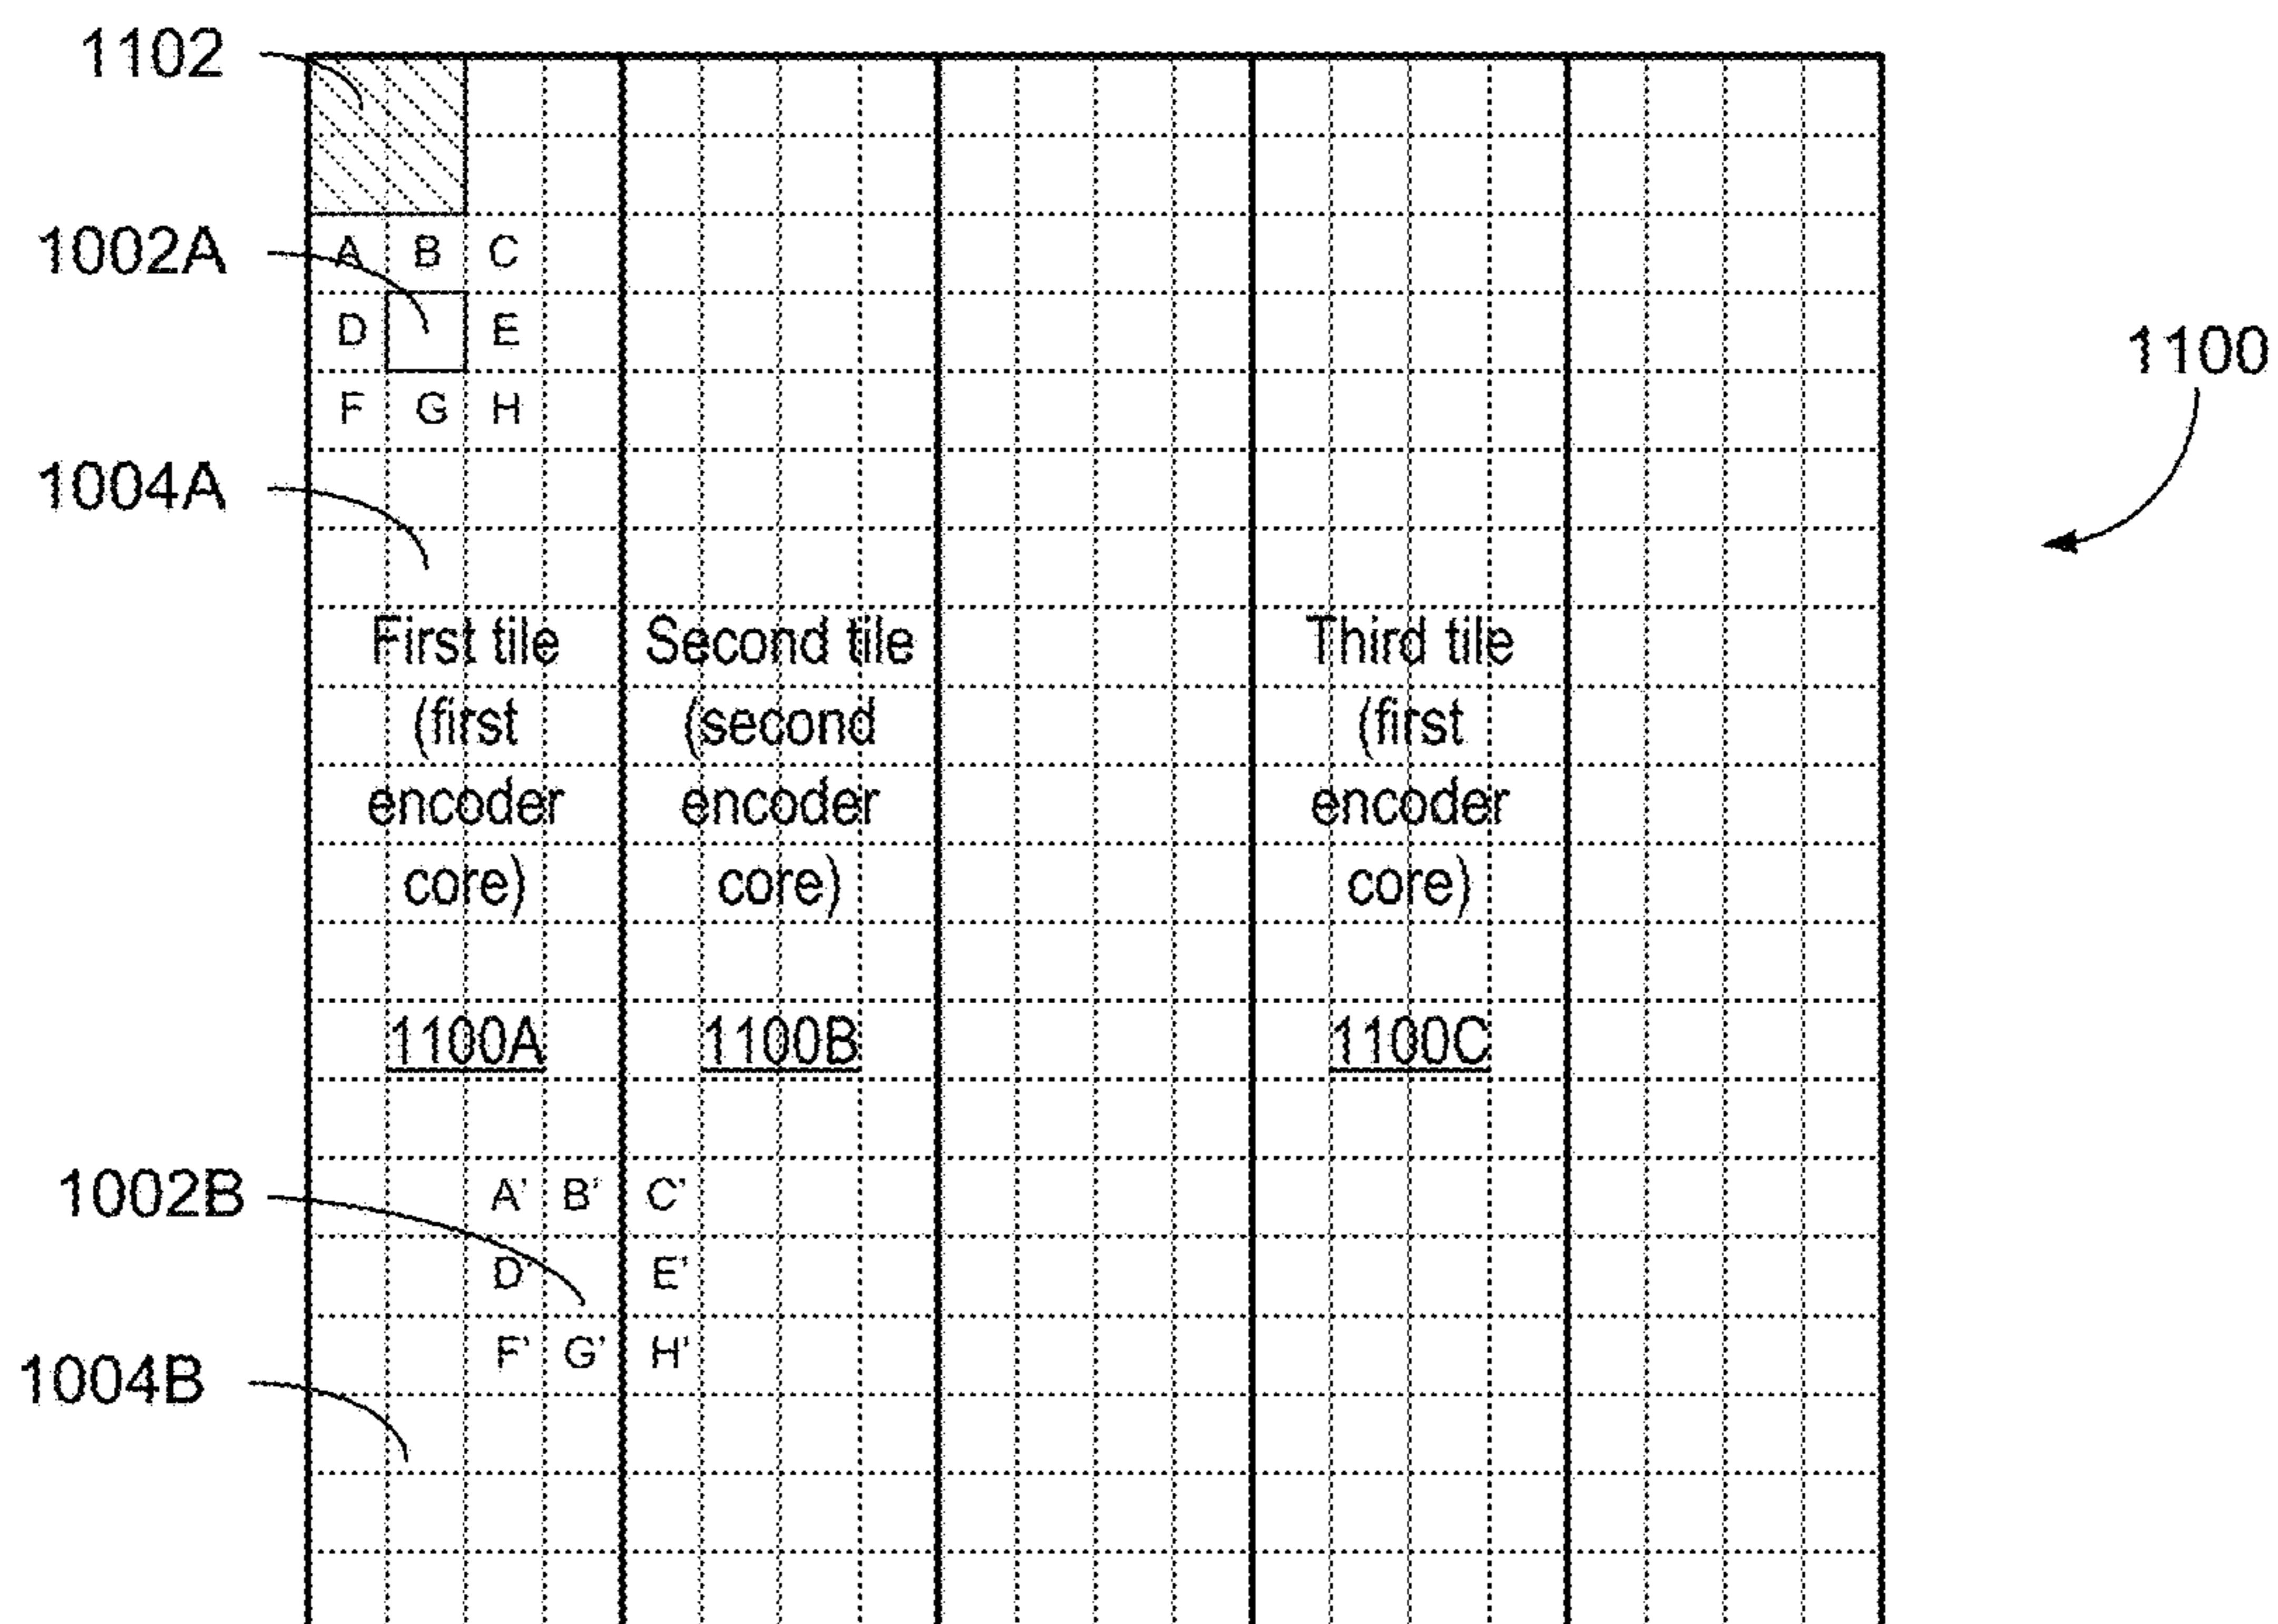 1102
1002A
A B C
D E
1100
F G H
1004A
First tile
(first
encoder
core)
1100A
Second tile
(second
encoder
core)
1100B
Third tile
(first
encoder
core)
1100C
1002B
A' B' C'
D' E'
F' G' H'
1004B